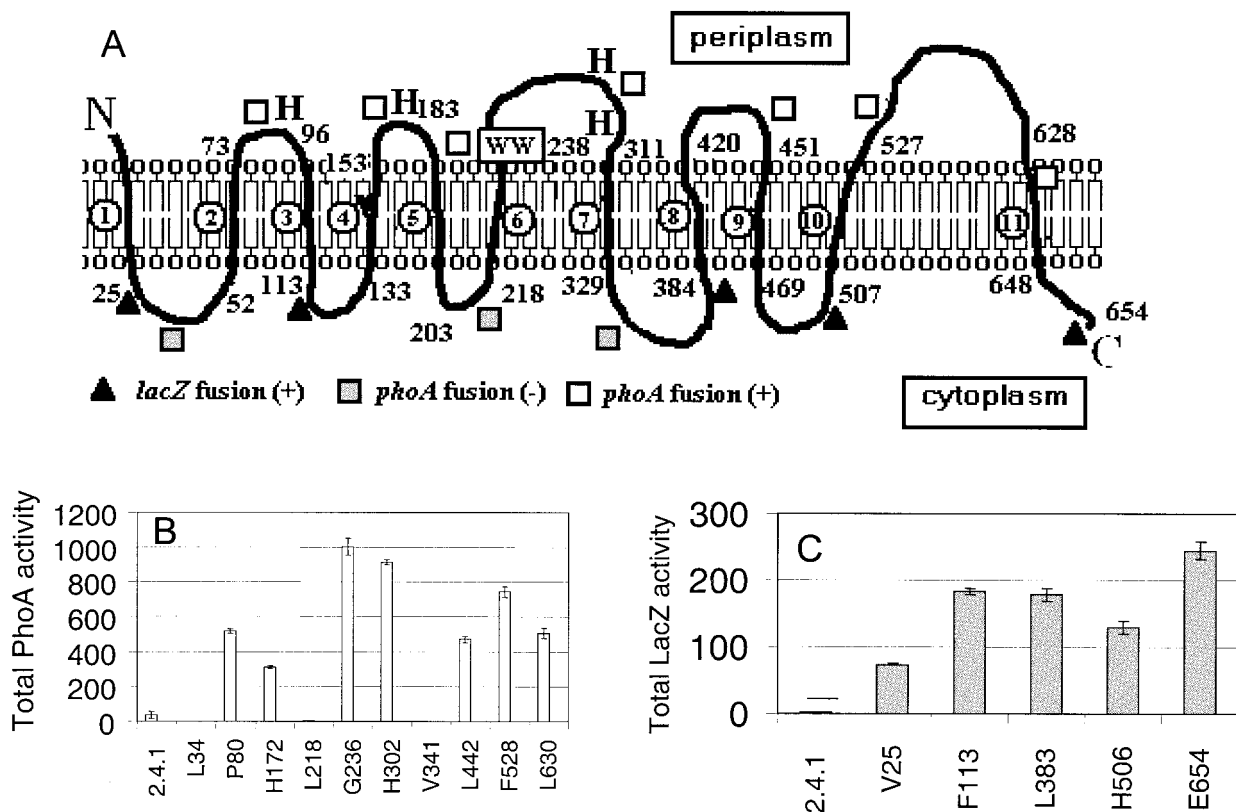 A
periplasm
N
H
H
183
H
H
73
96
153
WW
238
311
420
451
527
628
1
2
3
4
5
6
7
8
9
10
11
25
52
113
133
203
218
329
384
469
507
648
654
C
lacZ fusion (+)
phoA fusion (-)
phoA fusion (+)
cytoplasm
B
Total PhoA activity
1200
1000
800
600
400
200
0
2.4.1
L34
P80
H172
L218
G236
H302
V341
L442
F528
L630
C
Total LacZ activity
300
200
100
0
2.4.1
V25
F113
L383
H506
E654